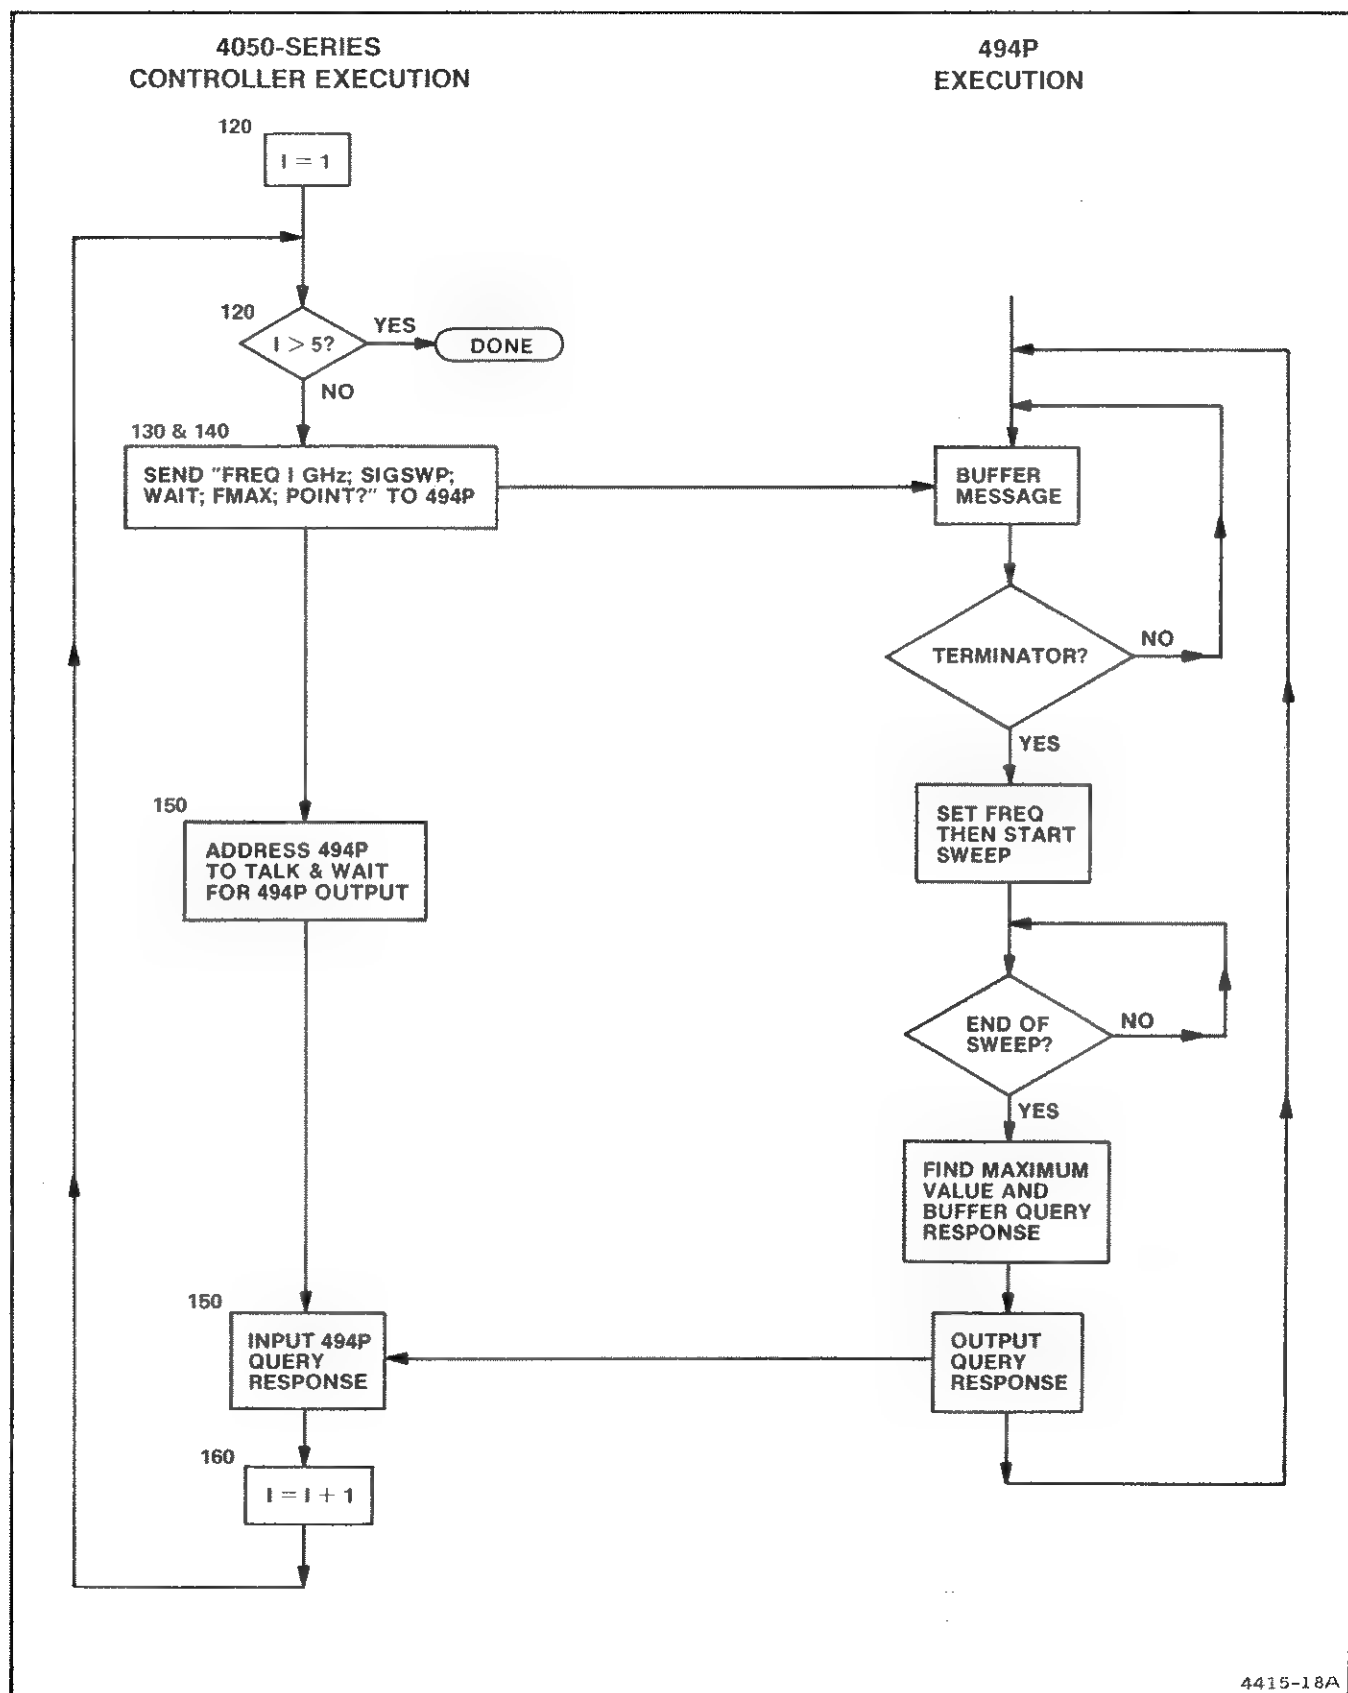 4050-SERIES
CONTROLLER EXECUTION
120
I = 1
120
I > 5?
YES
DONE
NO
130 & 140
SEND "FREQ I GHz; SIGSWP;
WAIT; FMAX; POINT?" TO 494P
150
ADDRESS 494P
TO TALK & WAIT
FOR 494P OUTPUT
150
INPUT 494P
QUERY
RESPONSE
160
I = I + 1
494P
EXECUTION
BUFFER
MESSAGE
TERMINATOR?
NO
YES
SET FREQ
THEN START
SWEEP
END OF
SWEEP?
NO
YES
FIND MAXIMUM
VALUE AND
BUFFER QUERY
RESPONSE
OUTPUT
QUERY
RESPONSE
4415-18A